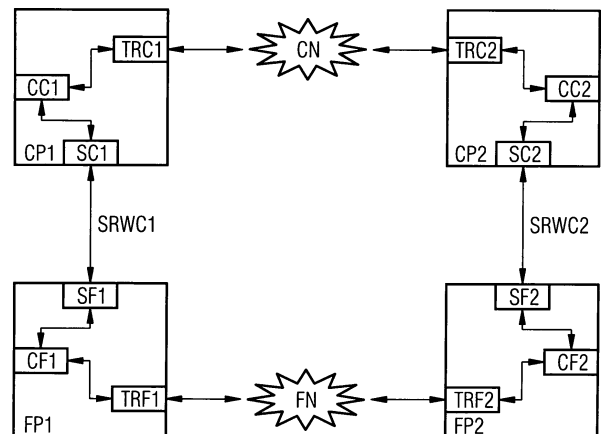 TRC1 CN TRC2
CC1 CC2
CP1 SC1 CP2 SC2
SRWC1 SRWC2
SF1 SF2
CF1 CF2
TRF1 FN TRF2
FP1 FP2